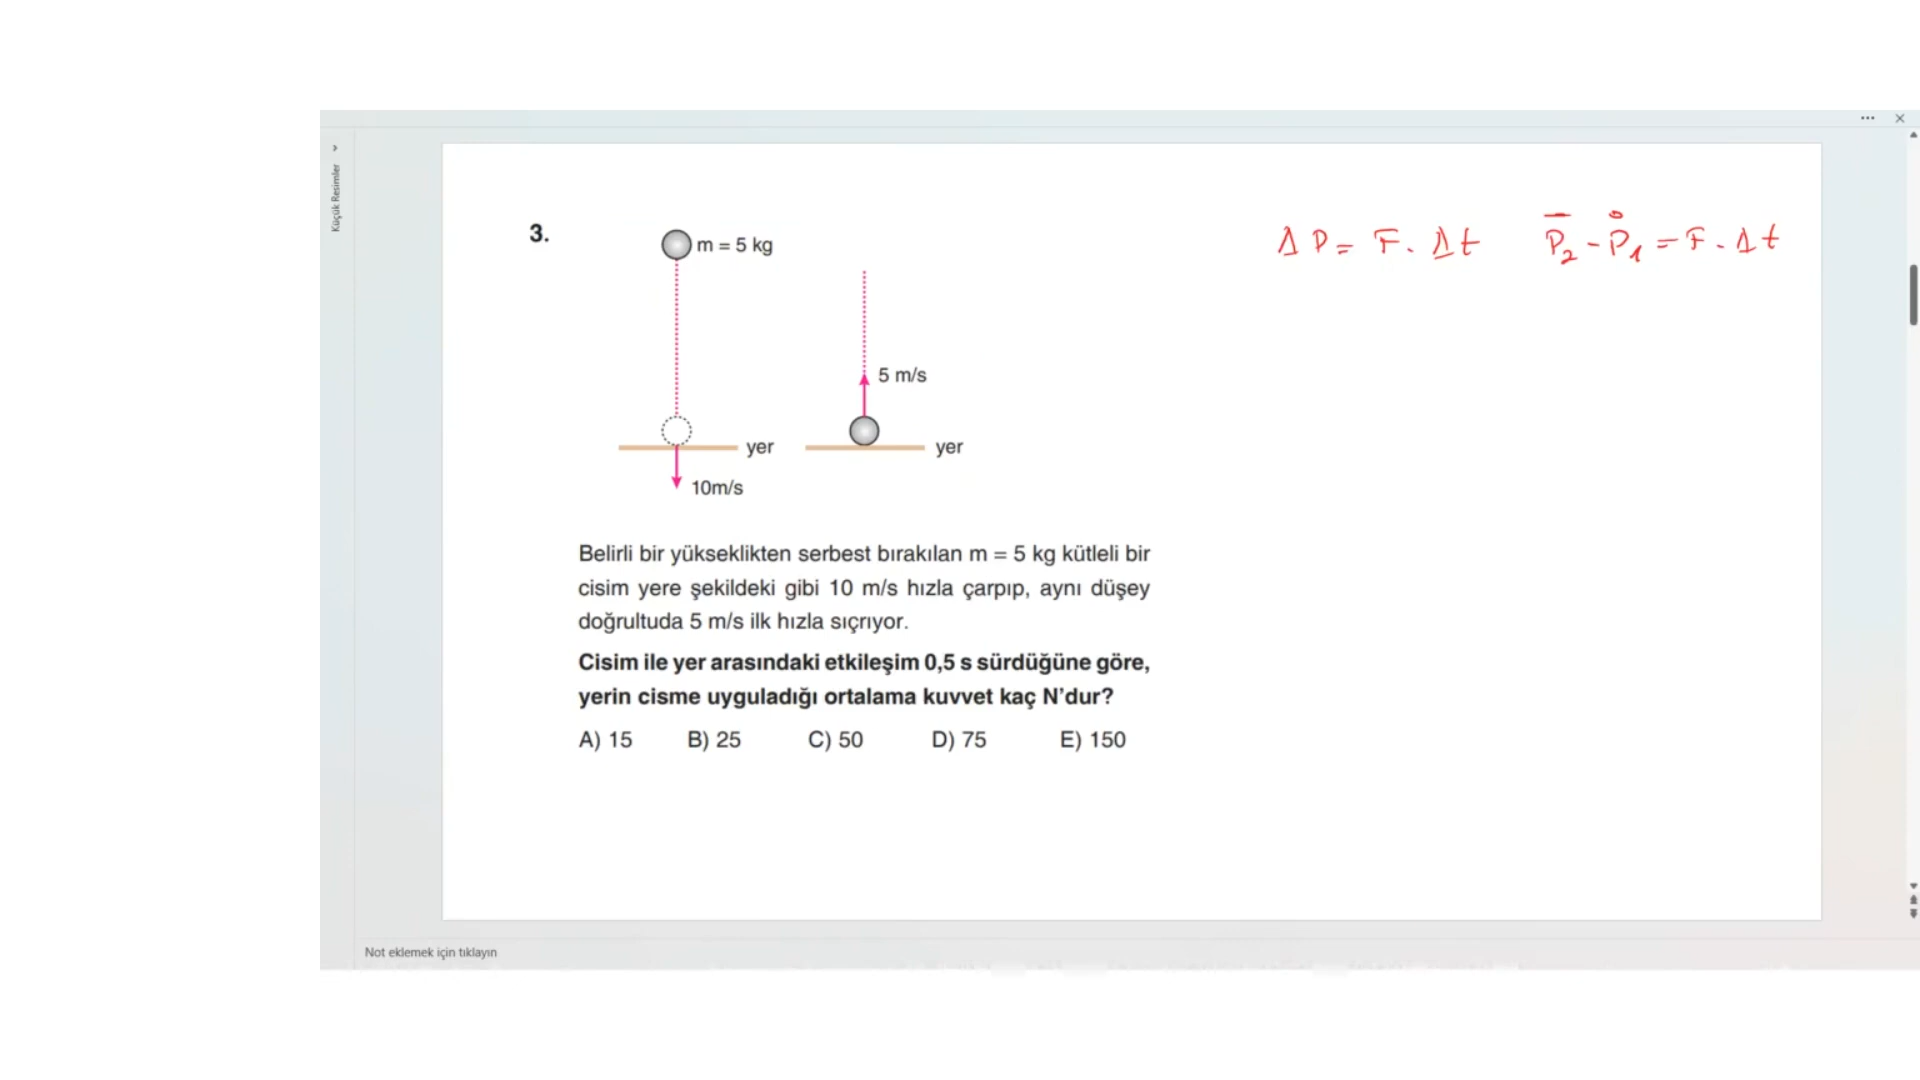 Küçük Resimler
3.
m = 5 kg
ΔP = F . Δt P₂ - P₁ = F . Δt
5 m/s
yer
yer
10m/s
Belirli bir yükseklikten serbest bırakılan m = 5 kg kütleli bir
cisim yere şekildeki gibi 10 m/s hızla çarpıp, aynı düşey
doğrultuda 5 m/s ilk hızla sıçrıyor.
Cisim ile yer arasındaki etkileşim 0,5 s sürdüğüne göre,
yerin cisme uyguladığı ortalama kuvvet kaç N’dur?
A) 15 B) 25 C) 50 D) 75 E) 150
Not eklemek için tıklayın